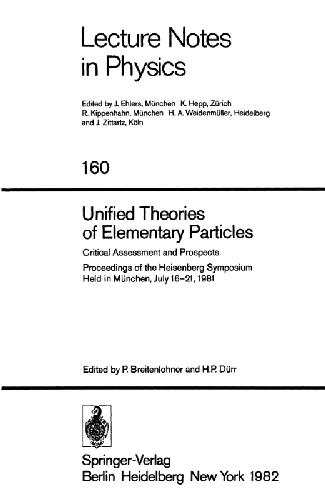 Lecture Notes
in Physics
Edited by J. Ehlers, München K. Hepp, Zürich
R. Kippenhahn, München H. A. Weidenmüller, Heidelberg
and J. Zittartz, Köln
160
Unified Theories
of Elementary Particles
Critical Assessment and Prospects
Proceedings of the Heisenberg Symposium
Held in München, July 16–21, 1981
Edited by P. Breitenlohner and H.P. Dürr
Springer-Verlag
Berlin Heidelberg New York 1982